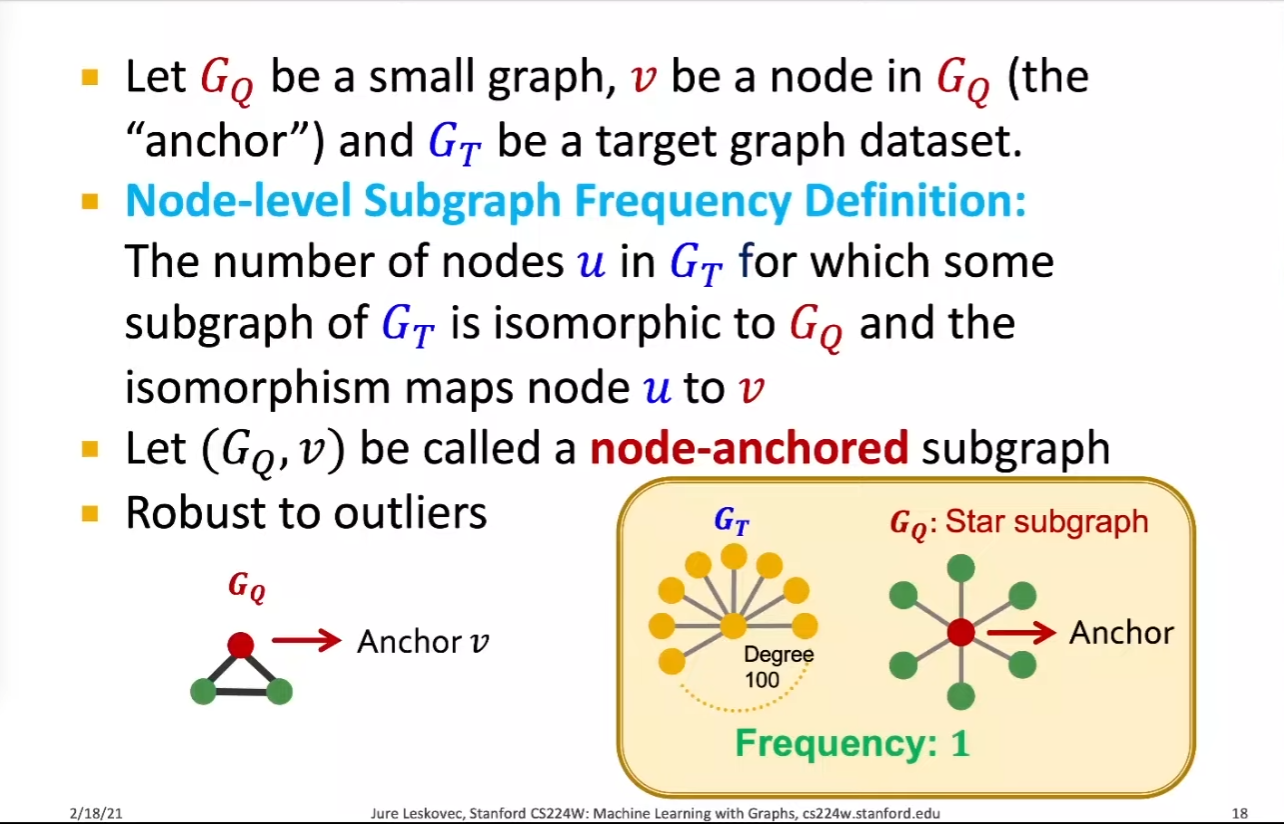 Let G_Q be a small graph, v be a node in G_Q (the
“anchor”) and G_T be a target graph dataset.
Node-level Subgraph Frequency Definition:
The number of nodes u in G_T for which some
subgraph of G_T is isomorphic to G_Q and the
isomorphism maps node u to v
Let (G_Q, v) be called a node-anchored subgraph
Robust to outliers
G_Q
Anchor v
G_T
G_Q: Star subgraph
Anchor
Degree
100
Frequency: 1
2/18/21
Jure Leskovec, Stanford CS224W: Machine Learning with Graphs, cs224w.stanford.edu
18